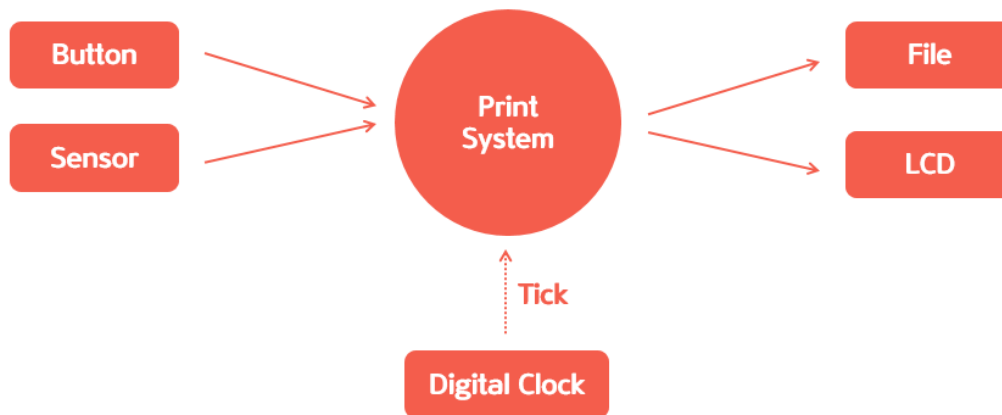 Button
Sensor
Print
System
File
LCD
Tick
Digital Clock